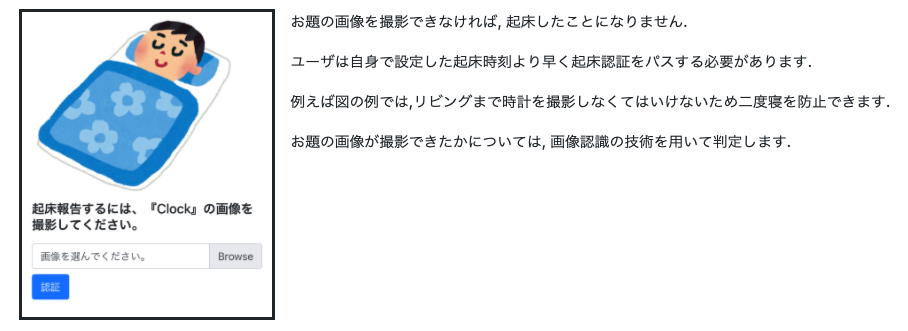 起床報告するには、『Clock』の画像を
撮影してください。
画像を選んでください。 Browse
認証
お題の画像を撮影できなければ, 起床したことになりません.
ユーザは自身で設定した起床時刻より早く起床認証をパスする必要があります.
例えば図の例では,リビングまで時計を撮影しなくてはいけないため二度寝を防止できます.
お題の画像が撮影できたかについては, 画像認識の技術を用いて判定します.